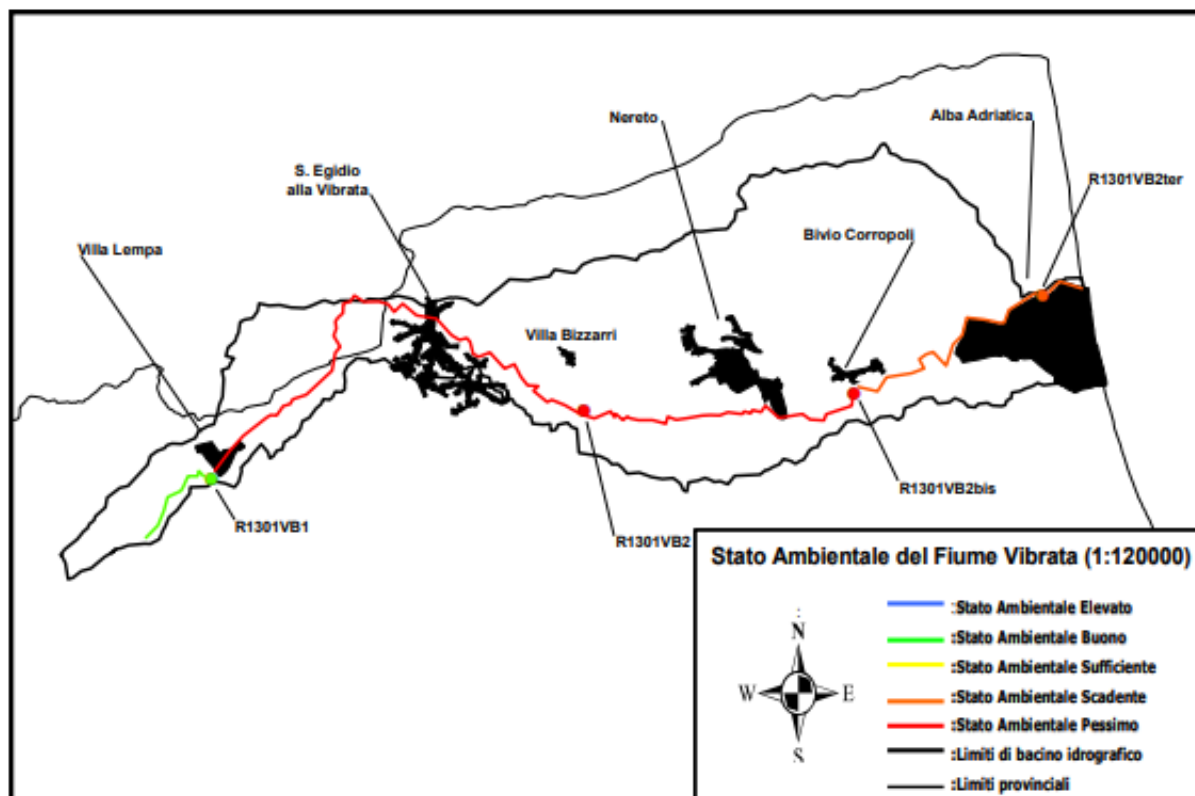 Nereto
Alba Adriatica
S. Egidio
alla Vibrata
R1301VB2ter
Villa Lempa
Bivio Corropoli
Villa Bizzarri
R1301VB1
R1301VB2
R1301VB2bis
Stato Ambientale del Fiume Vibrata (1:120000)
:
N
W
E
S
:Stato Ambientale Elevato
:Stato Ambientale Buono
:Stato Ambientale Sufficiente
:Stato Ambientale Scadente
:Stato Ambientale Pessimo
:Limiti di bacino idrografico
:Limiti provinciali